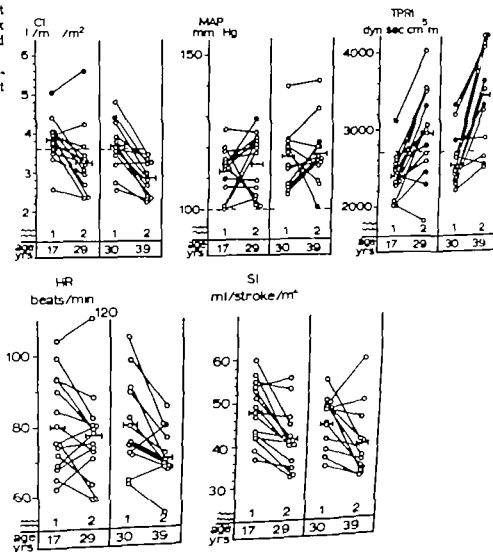 t
CI
l/m /m²
6
5
4
3
2
1 2 1 2
age yrs 17 29 30 39
MAP
mm Hg
150
100
1 2 1 2
age yrs 17 29 30 39
TPRI
dyn sec cm⁵ m
4000
3000
2000
1 2 1 2
age yrs 17 29 30 39
HR
beats/min
120
100
80
60
1 2 1 2
age yrs 17 29 30 39
SI
ml/stroke/m²
60
50
40
30
1 2 1 2
age yrs 17 29 30 39